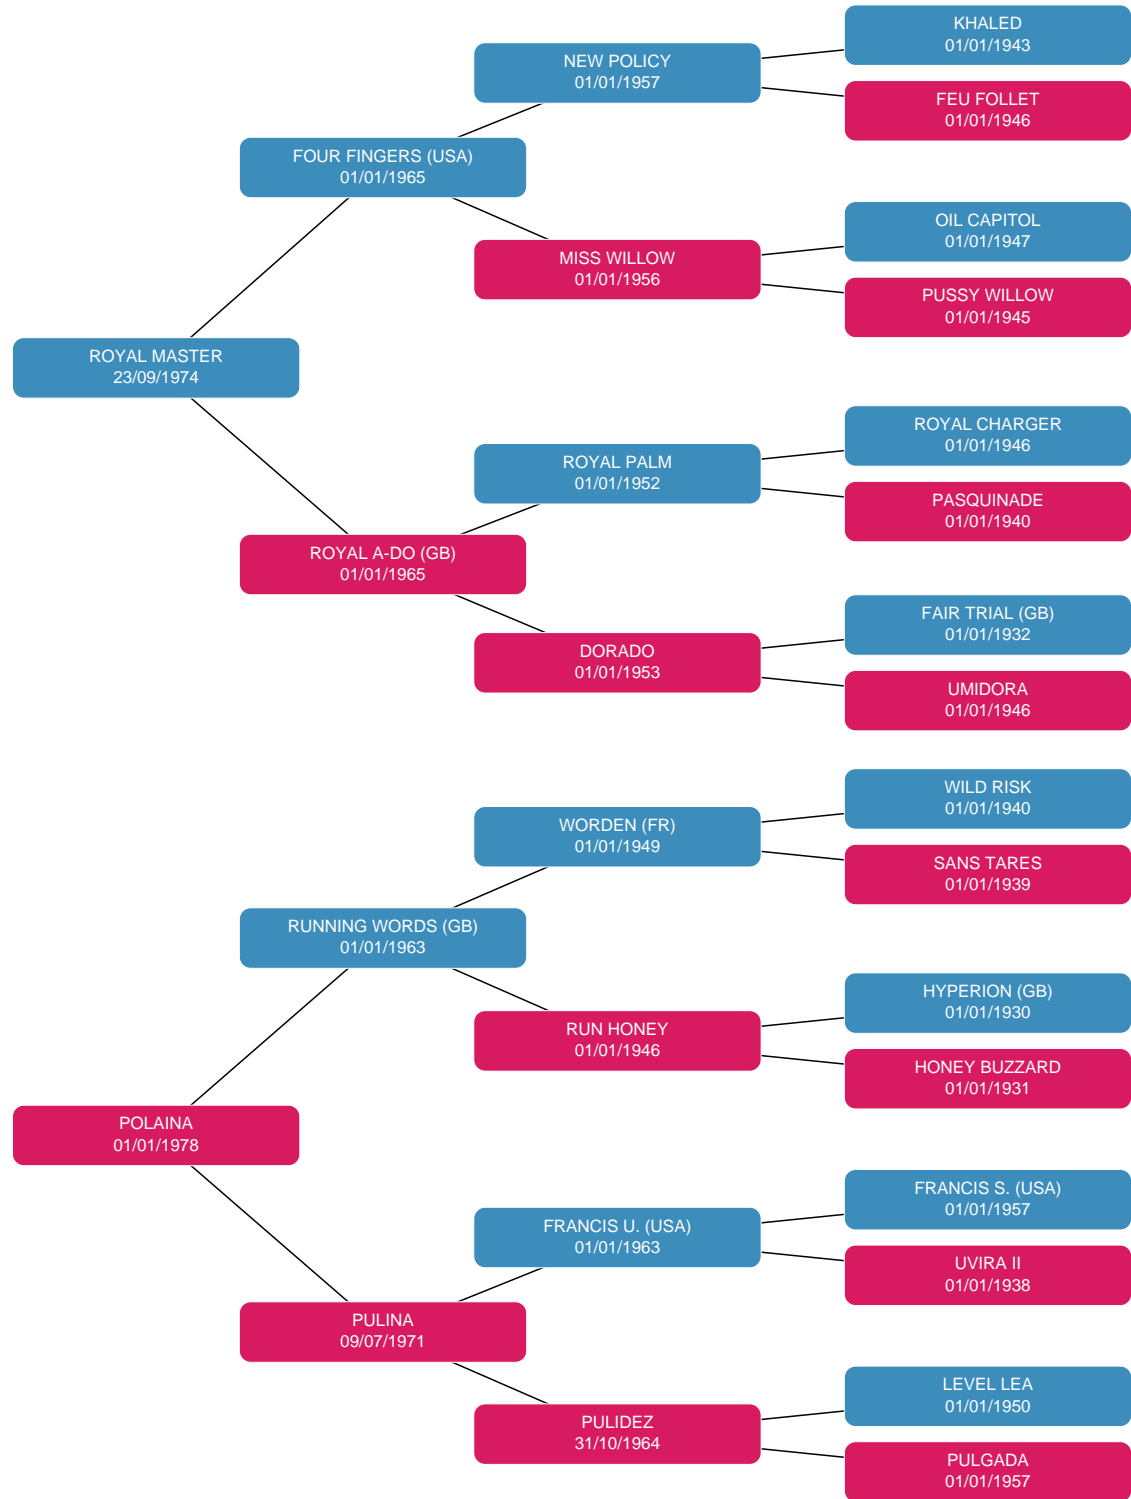 KHALED
01/01/1943
NEW POLICY
01/01/1957
FEU FOLLET
01/01/1946
FOUR FINGERS (USA)
01/01/1965
OIL CAPITOL
01/01/1947
MISS WILLOW
01/01/1956
PUSSY WILLOW
01/01/1945
ROYAL MASTER
23/09/1974
ROYAL CHARGER
01/01/1946
ROYAL PALM
01/01/1952
PASQUINADE
01/01/1940
ROYAL A-DO (GB)
01/01/1965
FAIR TRIAL (GB)
01/01/1932
DORADO
01/01/1953
UMIDORA
01/01/1946
WILD RISK
01/01/1940
WORDEN (FR)
01/01/1949
SANS TARES
01/01/1939
RUNNING WORDS (GB)
01/01/1963
HYPERION (GB)
01/01/1930
RUN HONEY
01/01/1946
HONEY BUZZARD
01/01/1931
POLAINA
01/01/1978
FRANCIS S. (USA)
01/01/1957
FRANCIS U. (USA)
01/01/1963
UVIRA II
01/01/1938
PULINA
09/07/1971
LEVEL LEA
01/01/1950
PULIDEZ
31/10/1964
PULGADA
01/01/1957